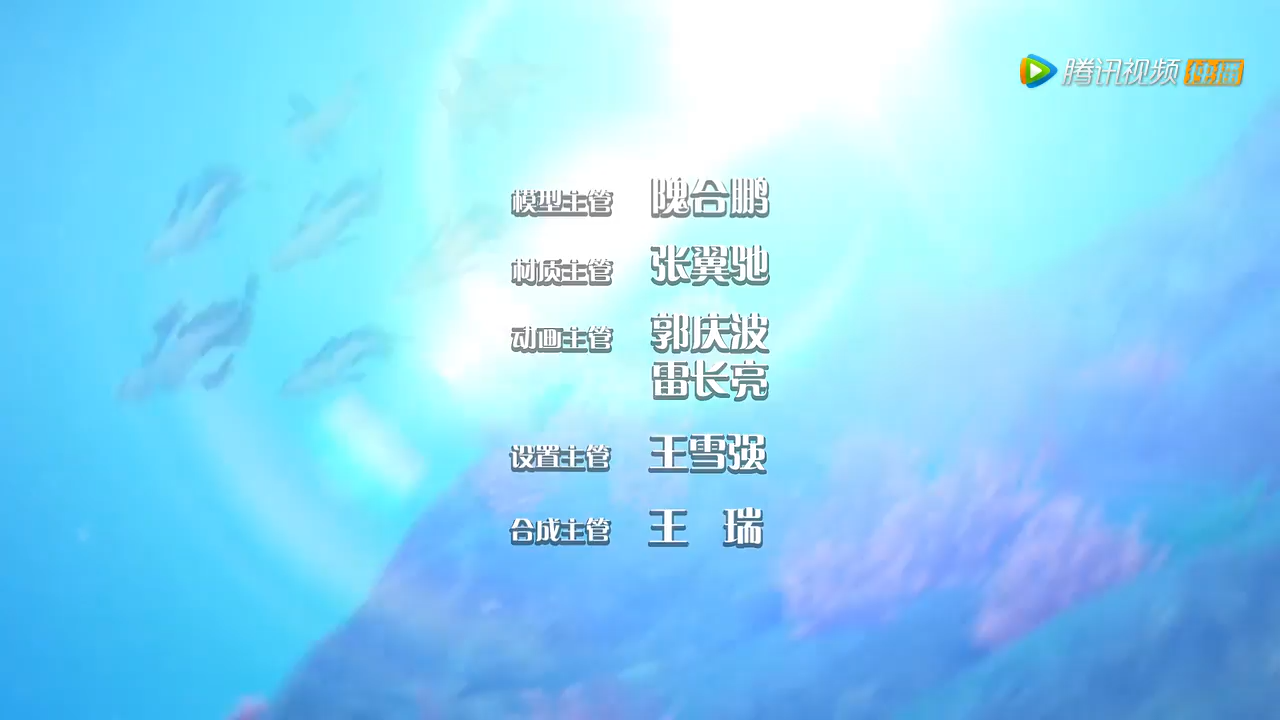 腾讯视频 独播
模型主管 隗合鹏
材质主管 张翼驰
动画主管 郭庆波
雷长亮
设置主管 王雪强
合成主管 王 瑞